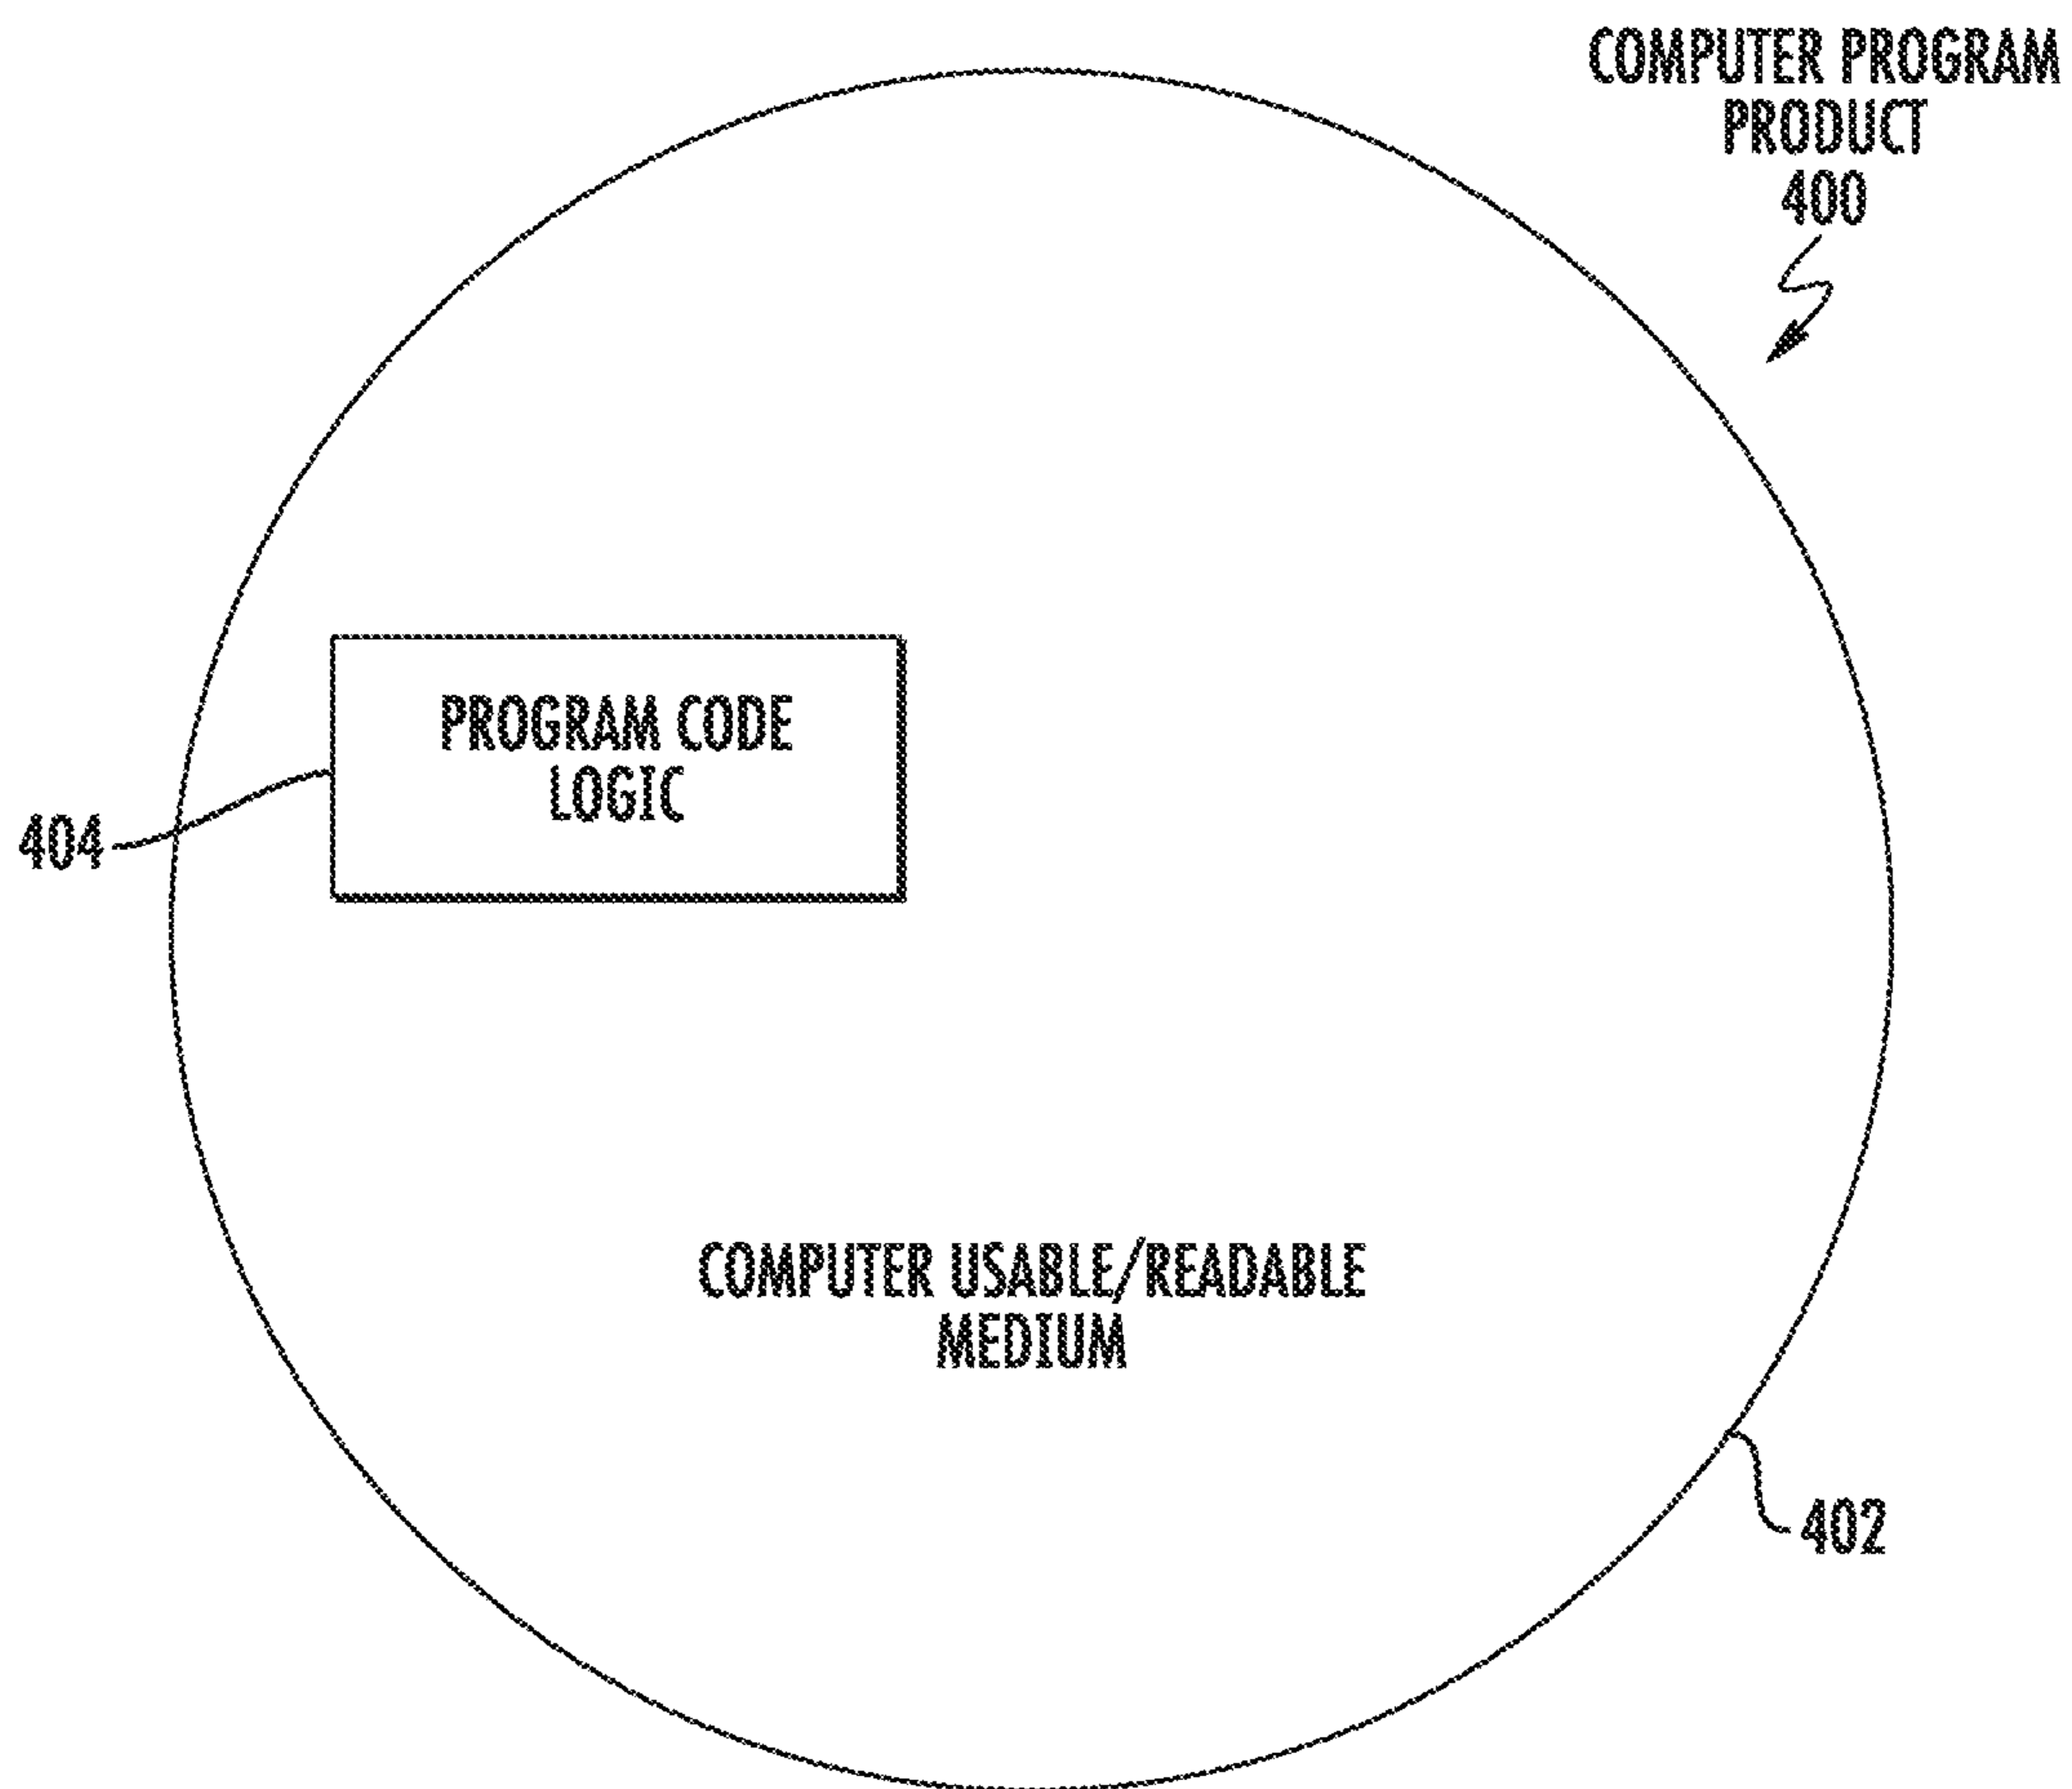 COMPUTER PROGRAM
PRODUCT
400
PROGRAM CODE
LOGIC
404
COMPUTER USABLE/READABLE
MEDIUM
402